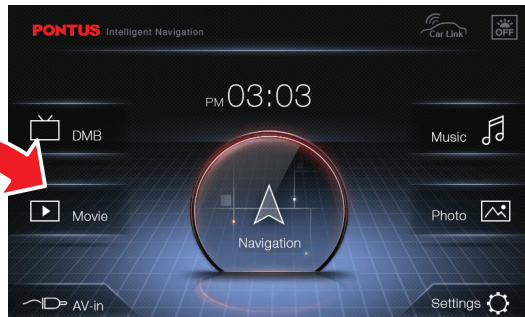 PONTUS Intelligent Navigation
Car Link
OFF
PM 03:03
DMB
Music
Movie
Photo
Navigation
AV-in
Settings